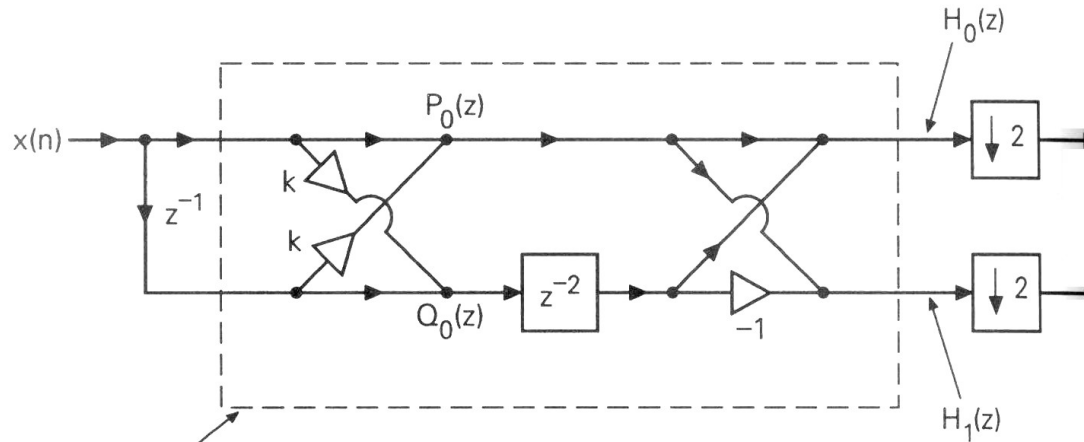 H₀(z)
P₀(z)
x(n)
↓ 2
k
z⁻¹
k
z⁻²
↓ 2
Q₀(z)
−1
H₁(z)